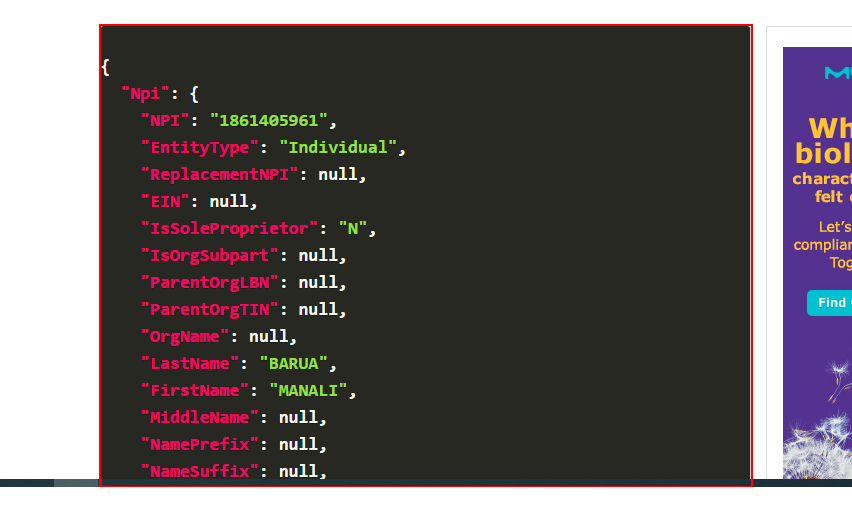 {
"Npi": {
"NPI": "1861405961",
"EntityType": "Individual",
"ReplacementNPI": null,
"EIN": null,
"IsSoleProprietor": "N",
"IsOrgSubpart": null,
"ParentOrgLBN": null,
"ParentOrgTIN": null,
"OrgName": null,
"LastName": "BARUA",
"FirstName": "MANALI",
"MiddleName": null,
"NamePrefix": null,
"NameSuffix": null,
Wh
biol
charact
felt
Let's
complian
Tog
Find